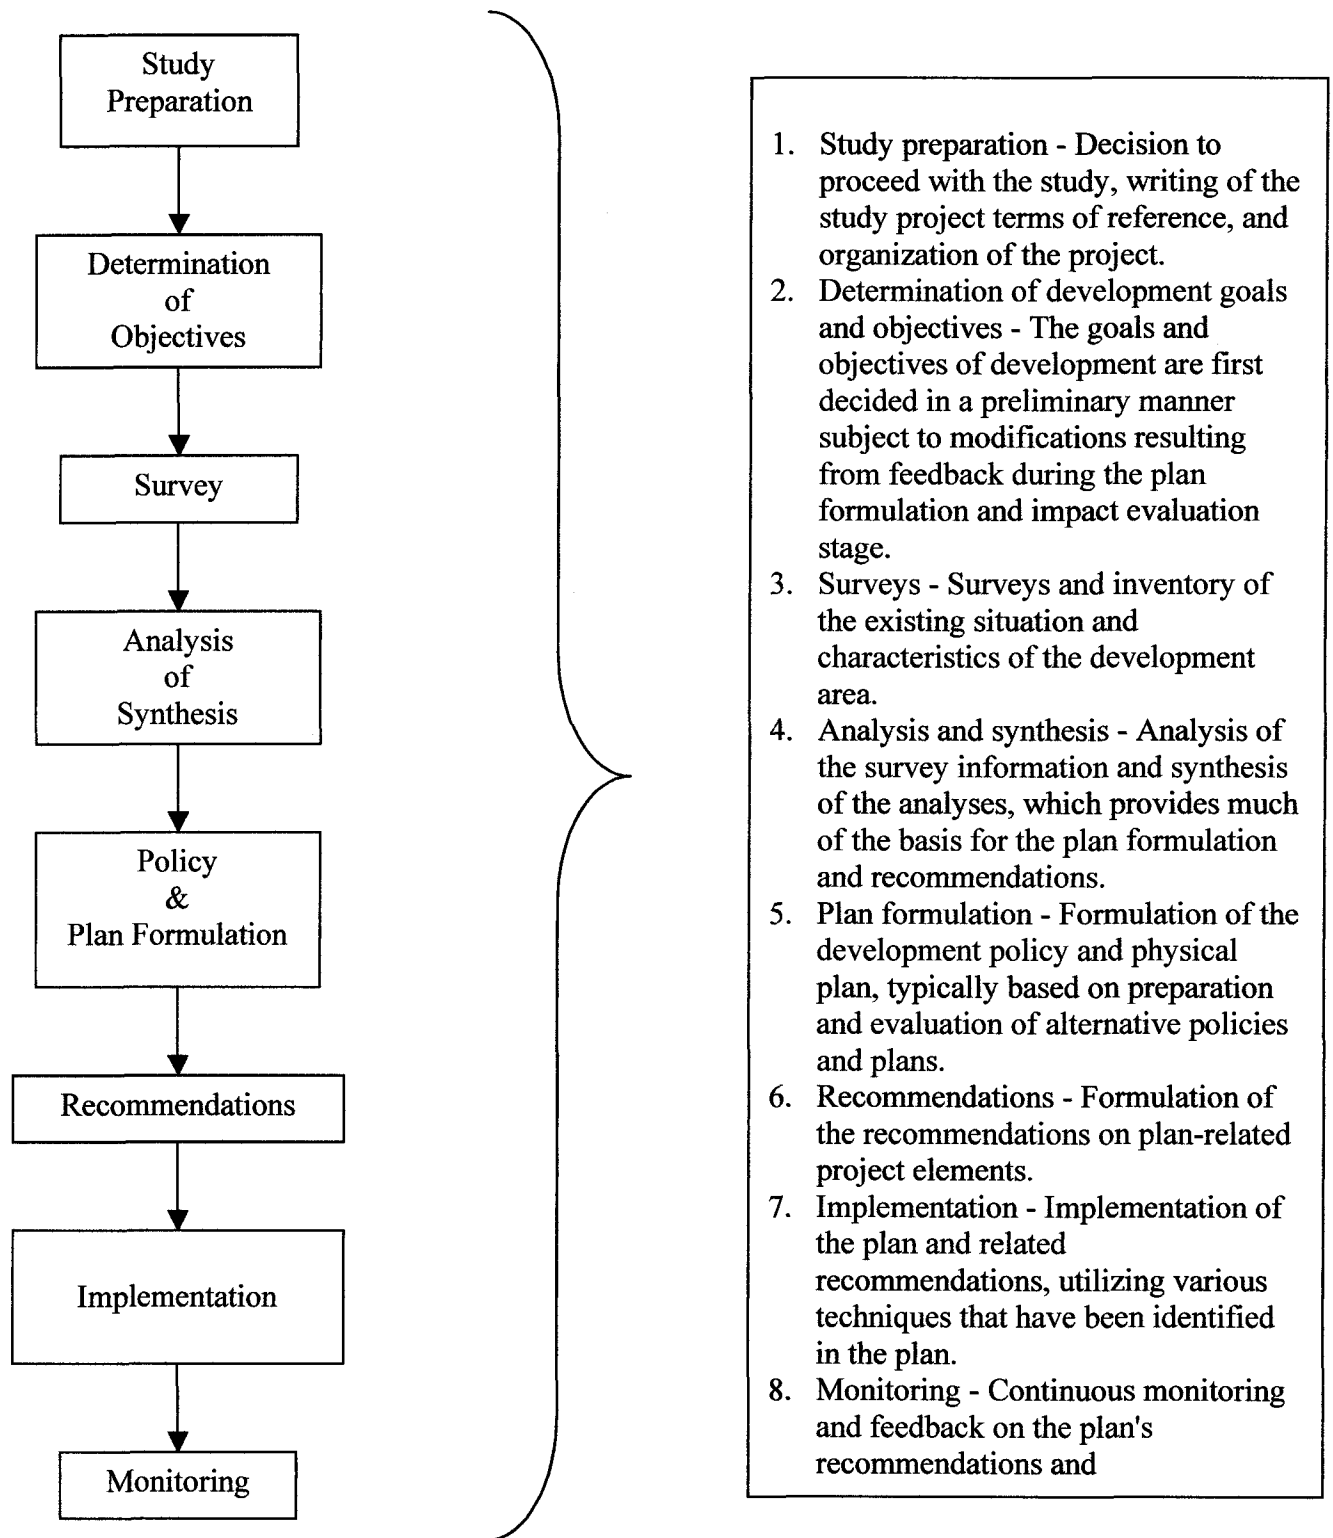 Study
Preparation
Determination
of
Objectives
Survey
Analysis
of
Synthesis
Policy
&
Plan Formulation
Recommendations
Implementation
Monitoring
1. Study preparation - Decision to
proceed with the study, writing of the
study project terms of reference, and
organization of the project.
2. Determination of development goals
and objectives - The goals and
objectives of development are first
decided in a preliminary manner
subject to modifications resulting
from feedback during the plan
formulation and impact evaluation
stage.
3. Surveys - Surveys and inventory of
the existing situation and
characteristics of the development
area.
4. Analysis and synthesis - Analysis of
the survey information and synthesis
of the analyses, which provides much
of the basis for the plan formulation
and recommendations.
5. Plan formulation - Formulation of the
development policy and physical
plan, typically based on preparation
and evaluation of alternative policies
and plans.
6. Recommendations - Formulation of
the recommendations on plan-related
project elements.
7. Implementation - Implementation of
the plan and related
recommendations, utilizing various
techniques that have been identified
in the plan.
8. Monitoring - Continuous monitoring
and feedback on the plan's
recommendations and